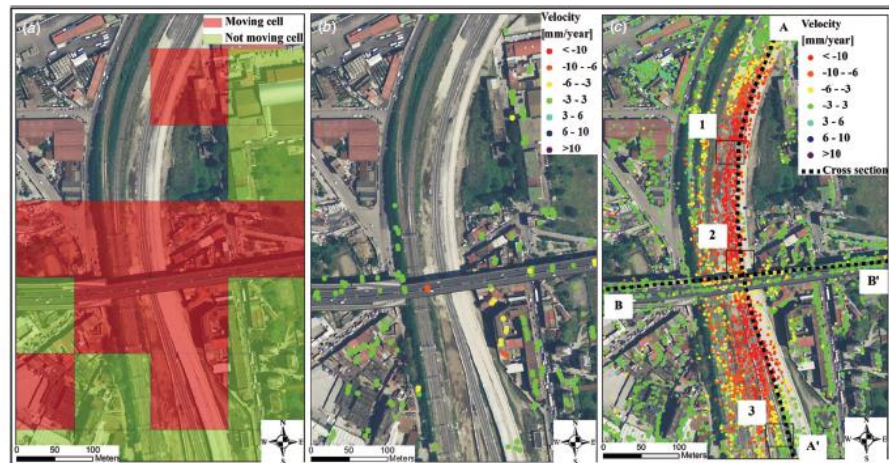 (a)
Moving cell
Not moving cell
0 50 100
Meters
N
W E
S
(b)
Velocity
[mm/year]
< -10
-10 - -6
-6 - -3
-3 - 3
3 - 6
6 - 10
>10
0 50 100
Meters
N
W E
S
(c)
A
Velocity
[mm/year]
< -10
-10 - -6
-6 - -3
-3 - 3
3 - 6
6 - 10
>10
Cross section
1
2
B
B'
3
A'
0 50 100
Meters
N
W E
S